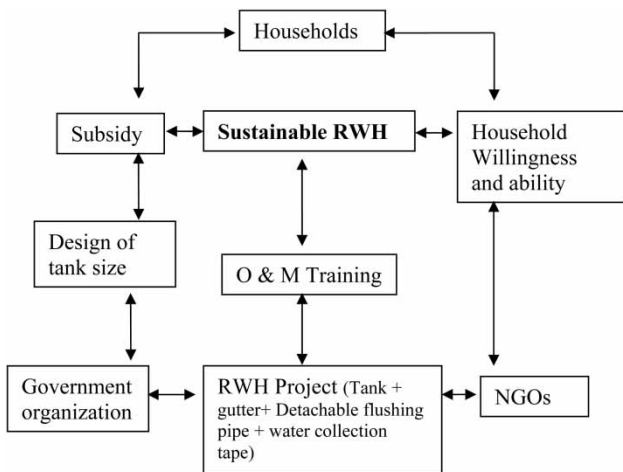 Households
Subsidy
Sustainable RWH
Household
Willingness
and ability
Design of
tank size
O & M Training
Government
organization
RWH Project (Tank +
gutter+ Detachable flushing
pipe + water collection
tape)
NGOs